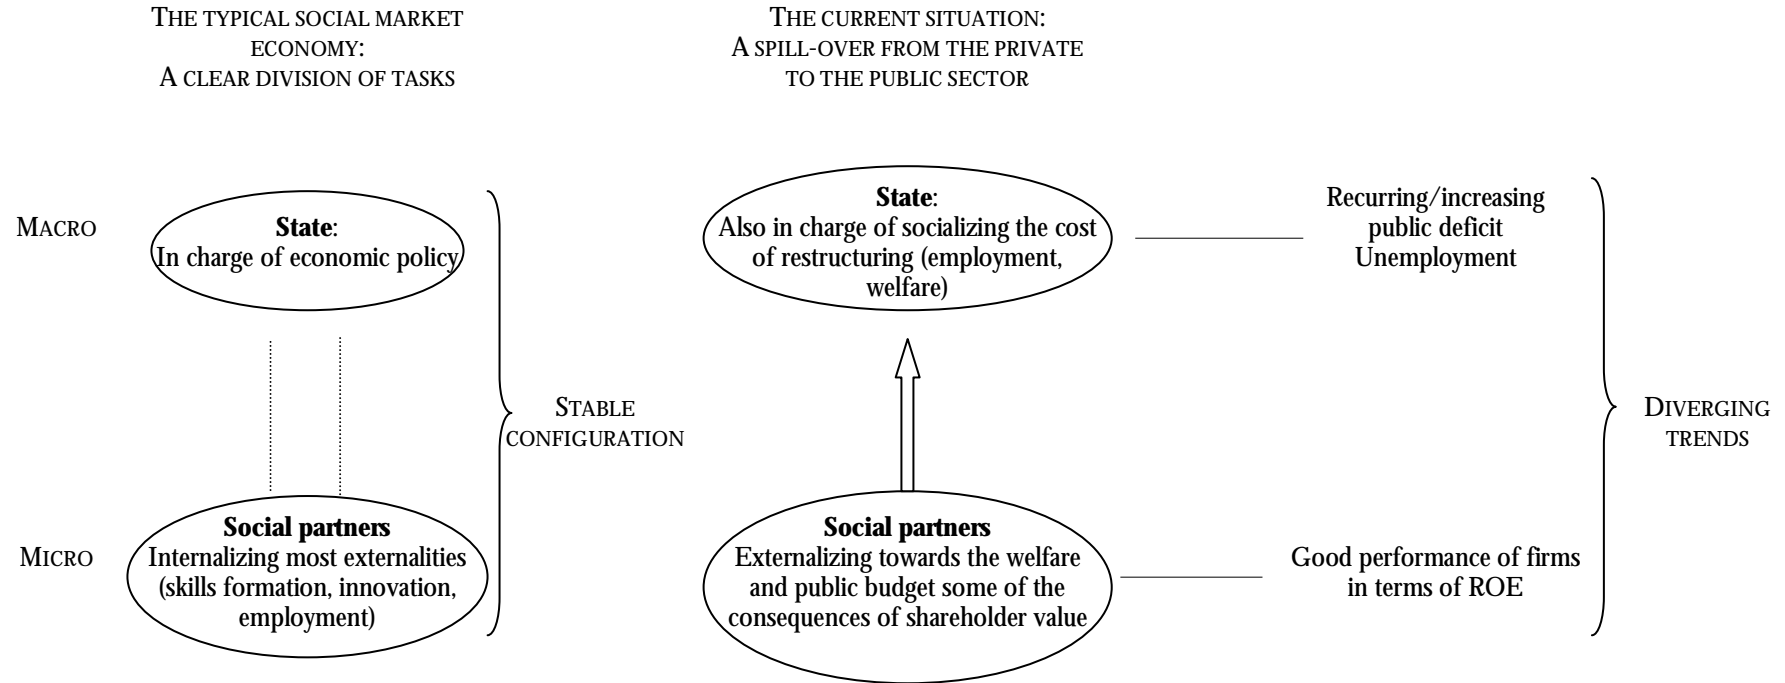 THE TYPICAL SOCIAL MARKET
ECONOMY:
A CLEAR DIVISION OF TASKS
THE CURRENT SITUATION:
A SPILL-OVER FROM THE PRIVATE
TO THE PUBLIC SECTOR
MACRO
State:
In charge of economic policy
State:
Also in charge of socializing the cost
of restructuring (employment,
welfare)
Recurring/increasing
public deficit
Unemployment
STABLE
CONFIGURATION
DIVERGING
TRENDS
MICRO
Social partners
Internalizing most externalities
(skills formation, innovation,
employment)
Social partners
Externalizing towards the welfare
and public budget some of the
consequences of shareholder value
Good performance of firms
in terms of ROE